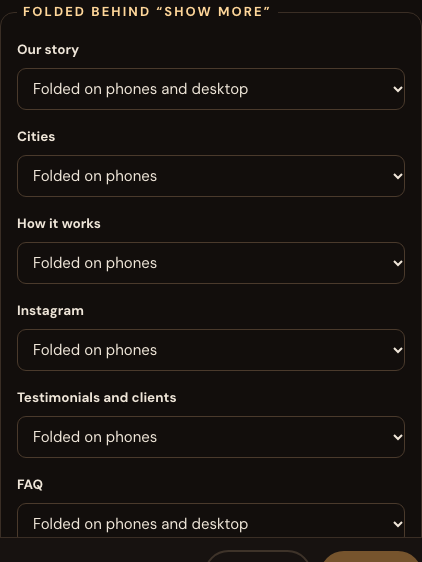 FOLDED BEHIND “SHOW MORE”
Our story
Folded on phones and desktop
Cities
Folded on phones
How it works
Folded on phones
Instagram
Folded on phones
Testimonials and clients
Folded on phones
FAQ
Folded on phones and desktop